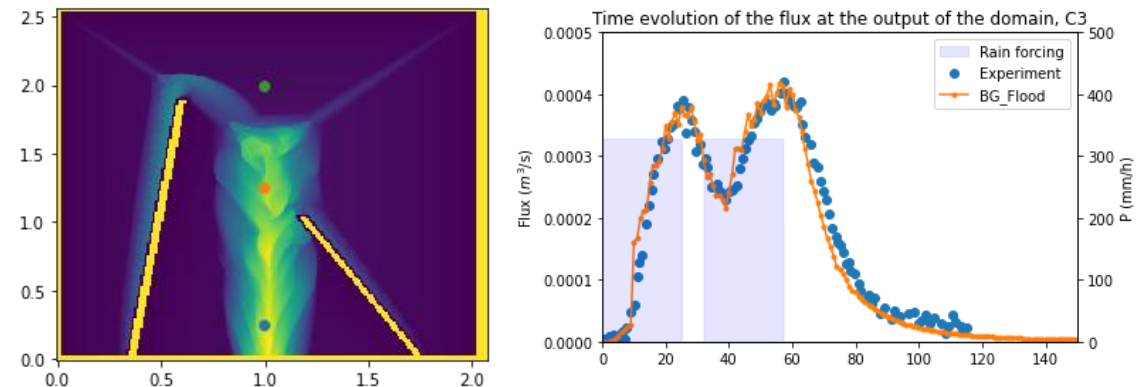 2.5
2.0
1.5
1.0
0.5
0.0
0.0 0.5 1.0 1.5 2.0
Time evolution of the flux at the output of the domain, C3
Rain forcing
Experiment
BG_Flood
0.0005
0.0004
0.0003
0.0002
0.0001
0.0000
Flux (m³/s)
500
400
300
200
100
0
P (mm/h)
0 20 40 60 80 100 120 140